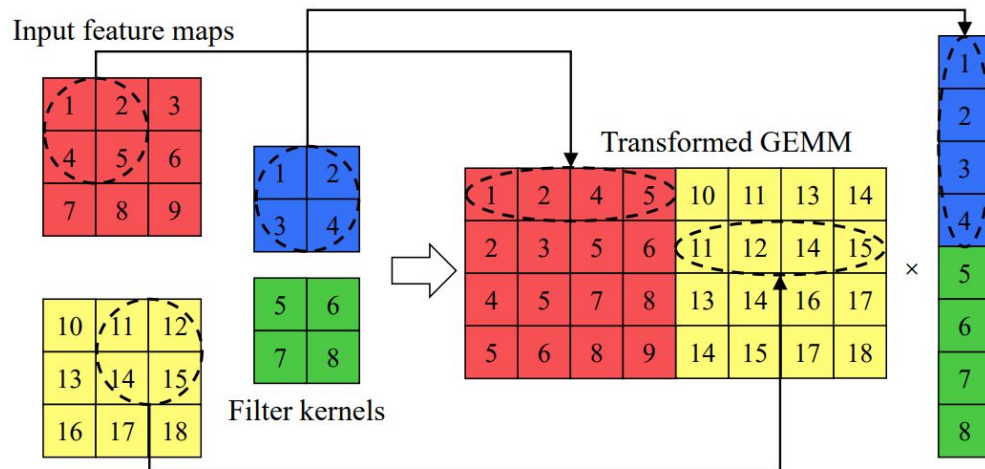 Input feature maps
1 2 3
4 5 6
7 8 9
10 11 12
13 14 15
16 17 18
1 2
3 4
5 6
7 8
Filter kernels
Transformed GEMM
1 2 4 5 10 11 13 14
2 3 5 6 11 12 14 15
4 5 7 8 13 14 16 17
5 6 8 9 14 15 17 18
×
1
2
3
4
5
6
7
8